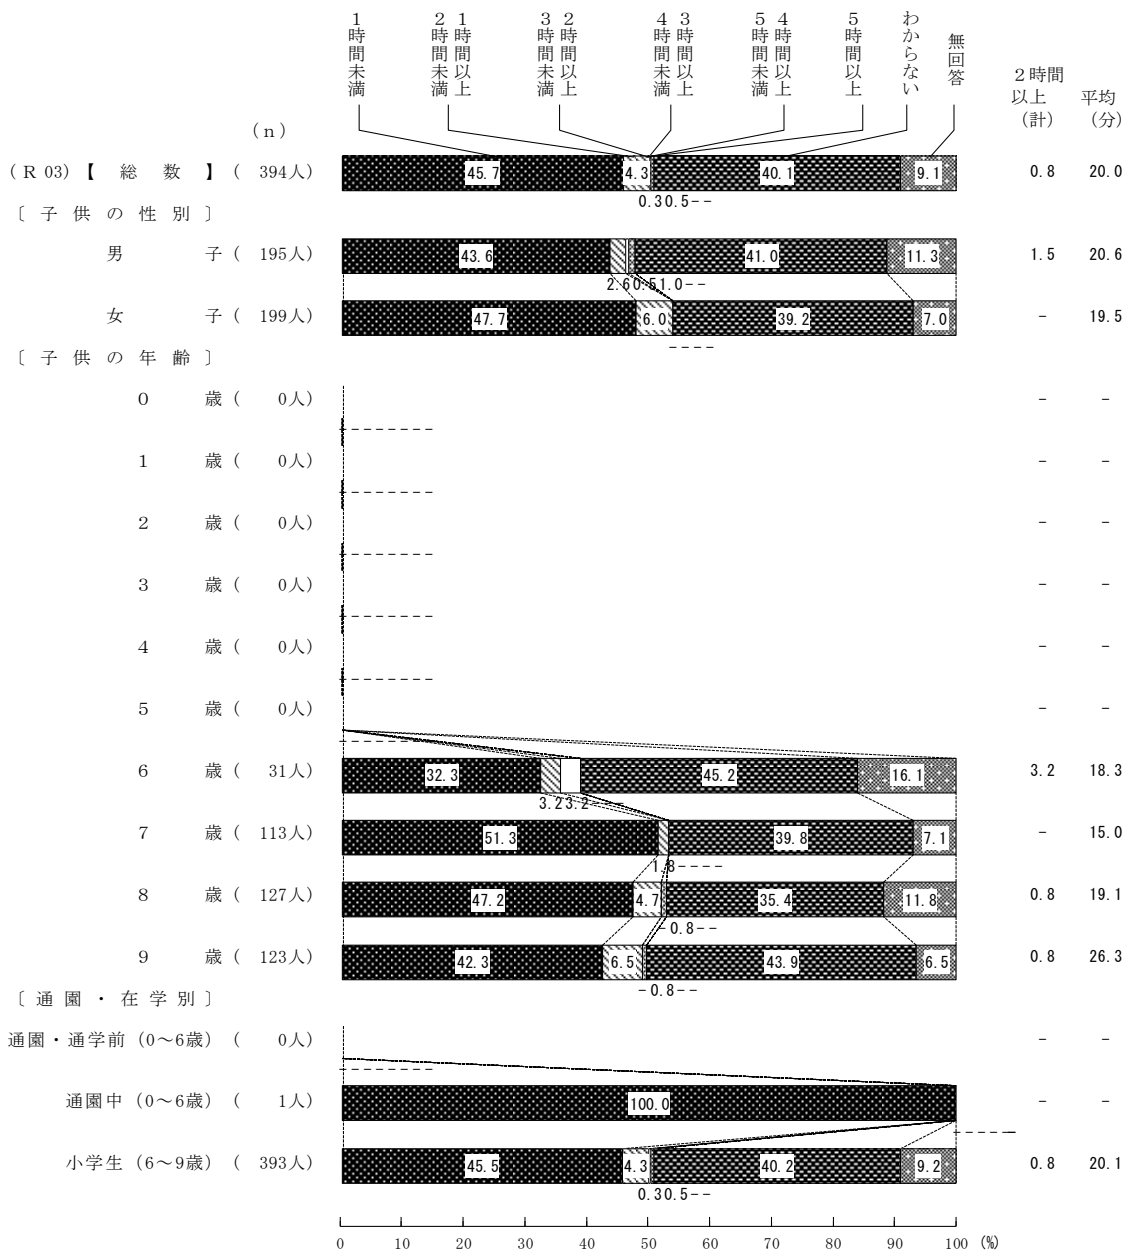 1時間未満
1時間以上
2時間未満
2時間以上
3時間未満
3時間以上
4時間未満
4時間以上
5時間未満
5時間以上
わからない
無回答
2時間以上(計)
平均(分)
(n)
(R 03)【 総 数 】( 394人) 45.7 4.3 40.1 9.1 0.8 20.0
0.30.5--
〔 子 供 の 性 別 〕
男 子 ( 195人) 43.6 41.0 11.3 1.5 20.6
2.60.51.0--
女 子 ( 199人) 47.7 6.0 39.2 7.0 - 19.5
----
〔 子 供 の 年 齢 〕
0 歳 ( 0人) - -
--------
1 歳 ( 0人) - -
--------
2 歳 ( 0人) - -
--------
3 歳 ( 0人) - -
--------
4 歳 ( 0人) - -
--------
5 歳 ( 0人) - -
--------
6 歳 ( 31人) 32.3 45.2 16.1 3.2 18.3
3.23.2---
7 歳 ( 113人) 51.3 39.8 7.1 - 15.0
1.8----
8 歳 ( 127人) 47.2 4.7 35.4 11.8 0.8 19.1
-0.8--
9 歳 ( 123人) 42.3 6.5 43.9 6.5 0.8 26.3
-0.8--
〔 通 園 ・ 在 学 別 〕
通園・通学前 (0～6歳) ( 0人) - -
--------
通園中 (0～6歳) ( 1人) 100.0 - -
-------
小学生 (6～9歳) ( 393人) 45.5 4.3 40.2 9.2 0.8 20.1
0.30.5--
0 10 20 30 40 50 60 70 80 90 100 (%)